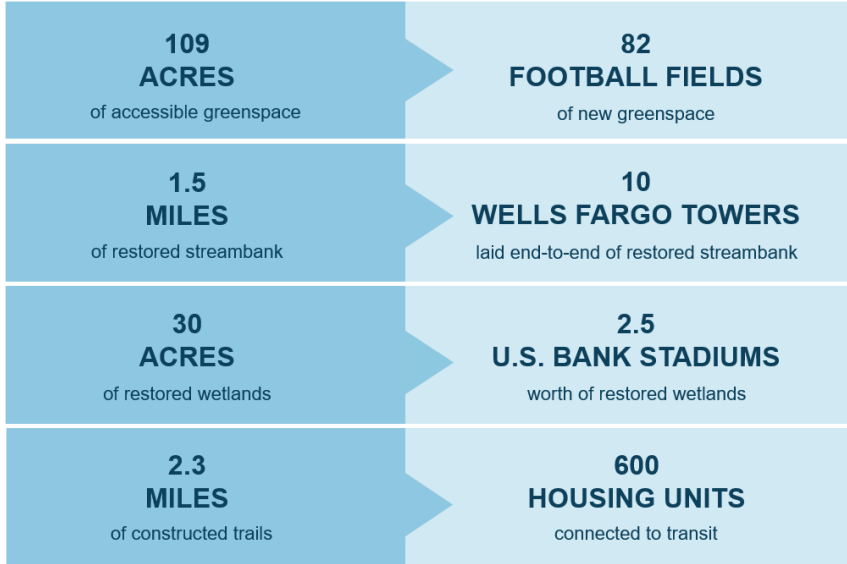 109
ACRES
of accessible greenspace
82
FOOTBALL FIELDS
of new greenspace
1.5
MILES
of restored streambank
10
WELLS FARGO TOWERS
laid end-to-end of restored streambank
30
ACRES
of restored wetlands
2.5
U.S. BANK STADIUMS
worth of restored wetlands
2.3
MILES
of constructed trails
600
HOUSING UNITS
connected to transit